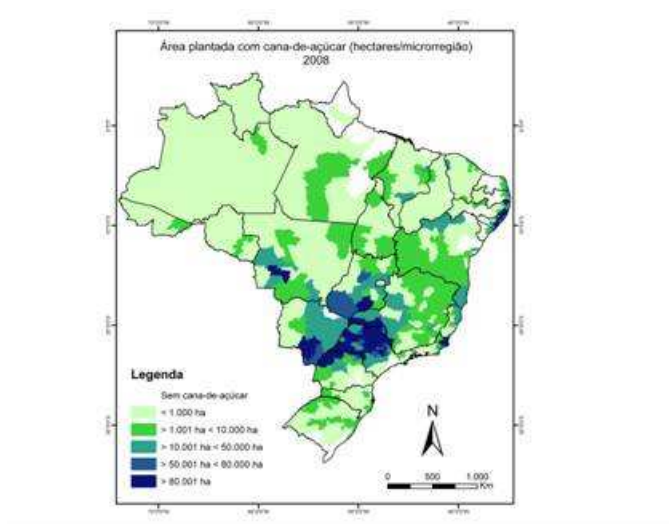 Área plantada com cana-de-açúcar (hectares/microrregião)
2008
Legenda
Sem cana-de-açúcar
< 1.000 ha
> 1.001 ha < 10.000 ha
> 10.001 ha < 50.000 ha
> 50.001 ha < 80.000 ha
> 80.001 ha
N
0 500 1.000
Km